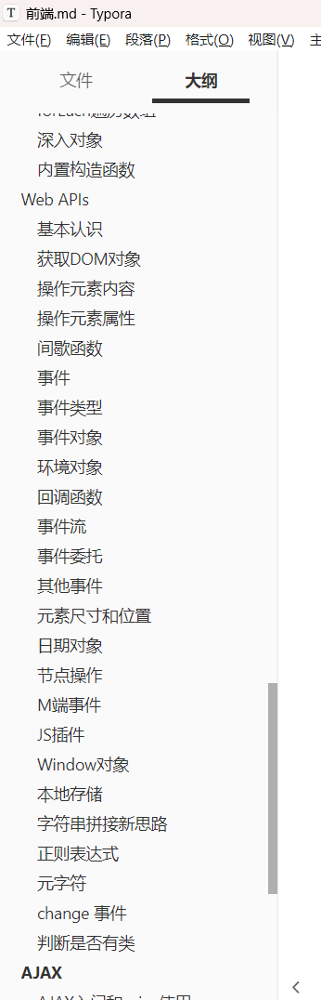 T 前端.md - Typora
文件(F) 编辑(E) 段落(P) 格式(O) 视图(V) 主
文件 大纲
深入对象
内置构造函数
Web APIs
基本认识
获取DOM对象
操作元素内容
操作元素属性
间歇函数
事件
事件类型
事件对象
环境对象
回调函数
事件流
事件委托
其他事件
元素尺寸和位置
日期对象
节点操作
M端事件
JS插件
Window对象
本地存储
字符串拼接新思路
正则表达式
元字符
change 事件
判断是否有类
AJAX